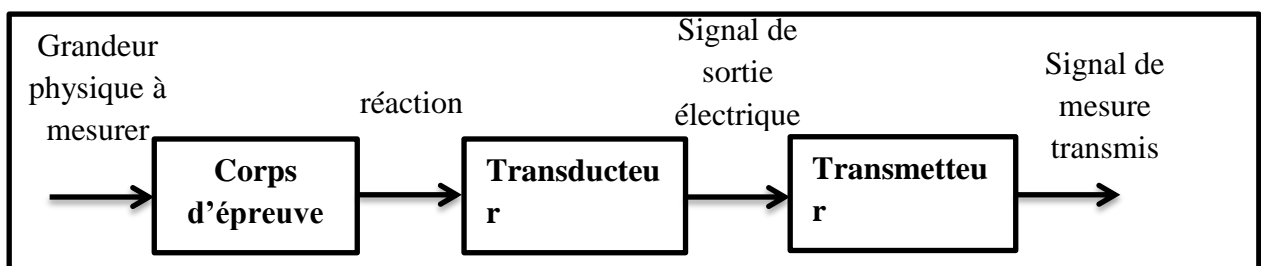 Grandeur
physique à
mesurer
réaction
Signal de
sortie
électrique
Signal de
mesure
transmis
Corps
d'épreuve
Transducteu
r
Transmetteu
r